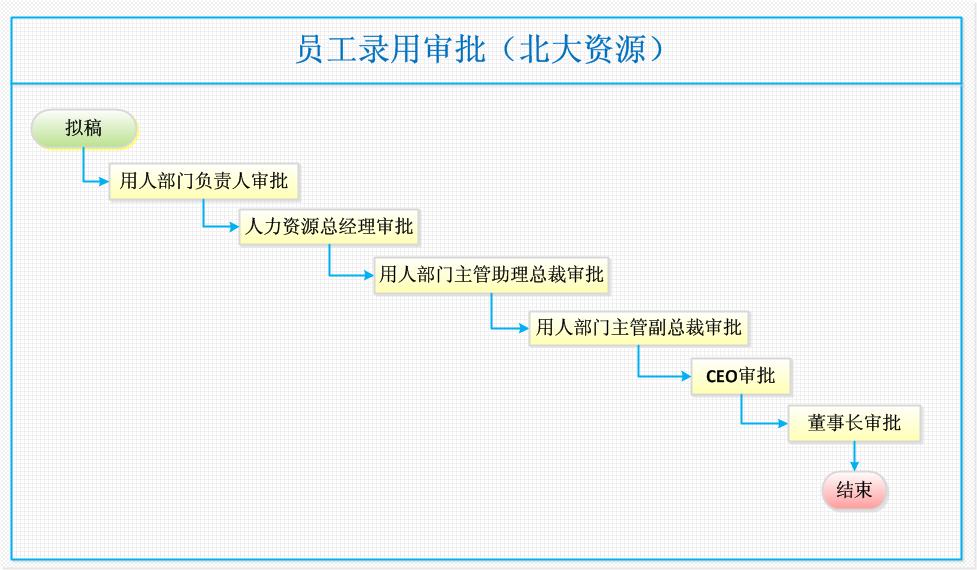 员工录用审批（北大资源）
拟稿
用人部门负责人审批
人力资源总经理审批
用人部门主管助理总裁审批
用人部门主管副总裁审批
CEO审批
董事长审批
结束